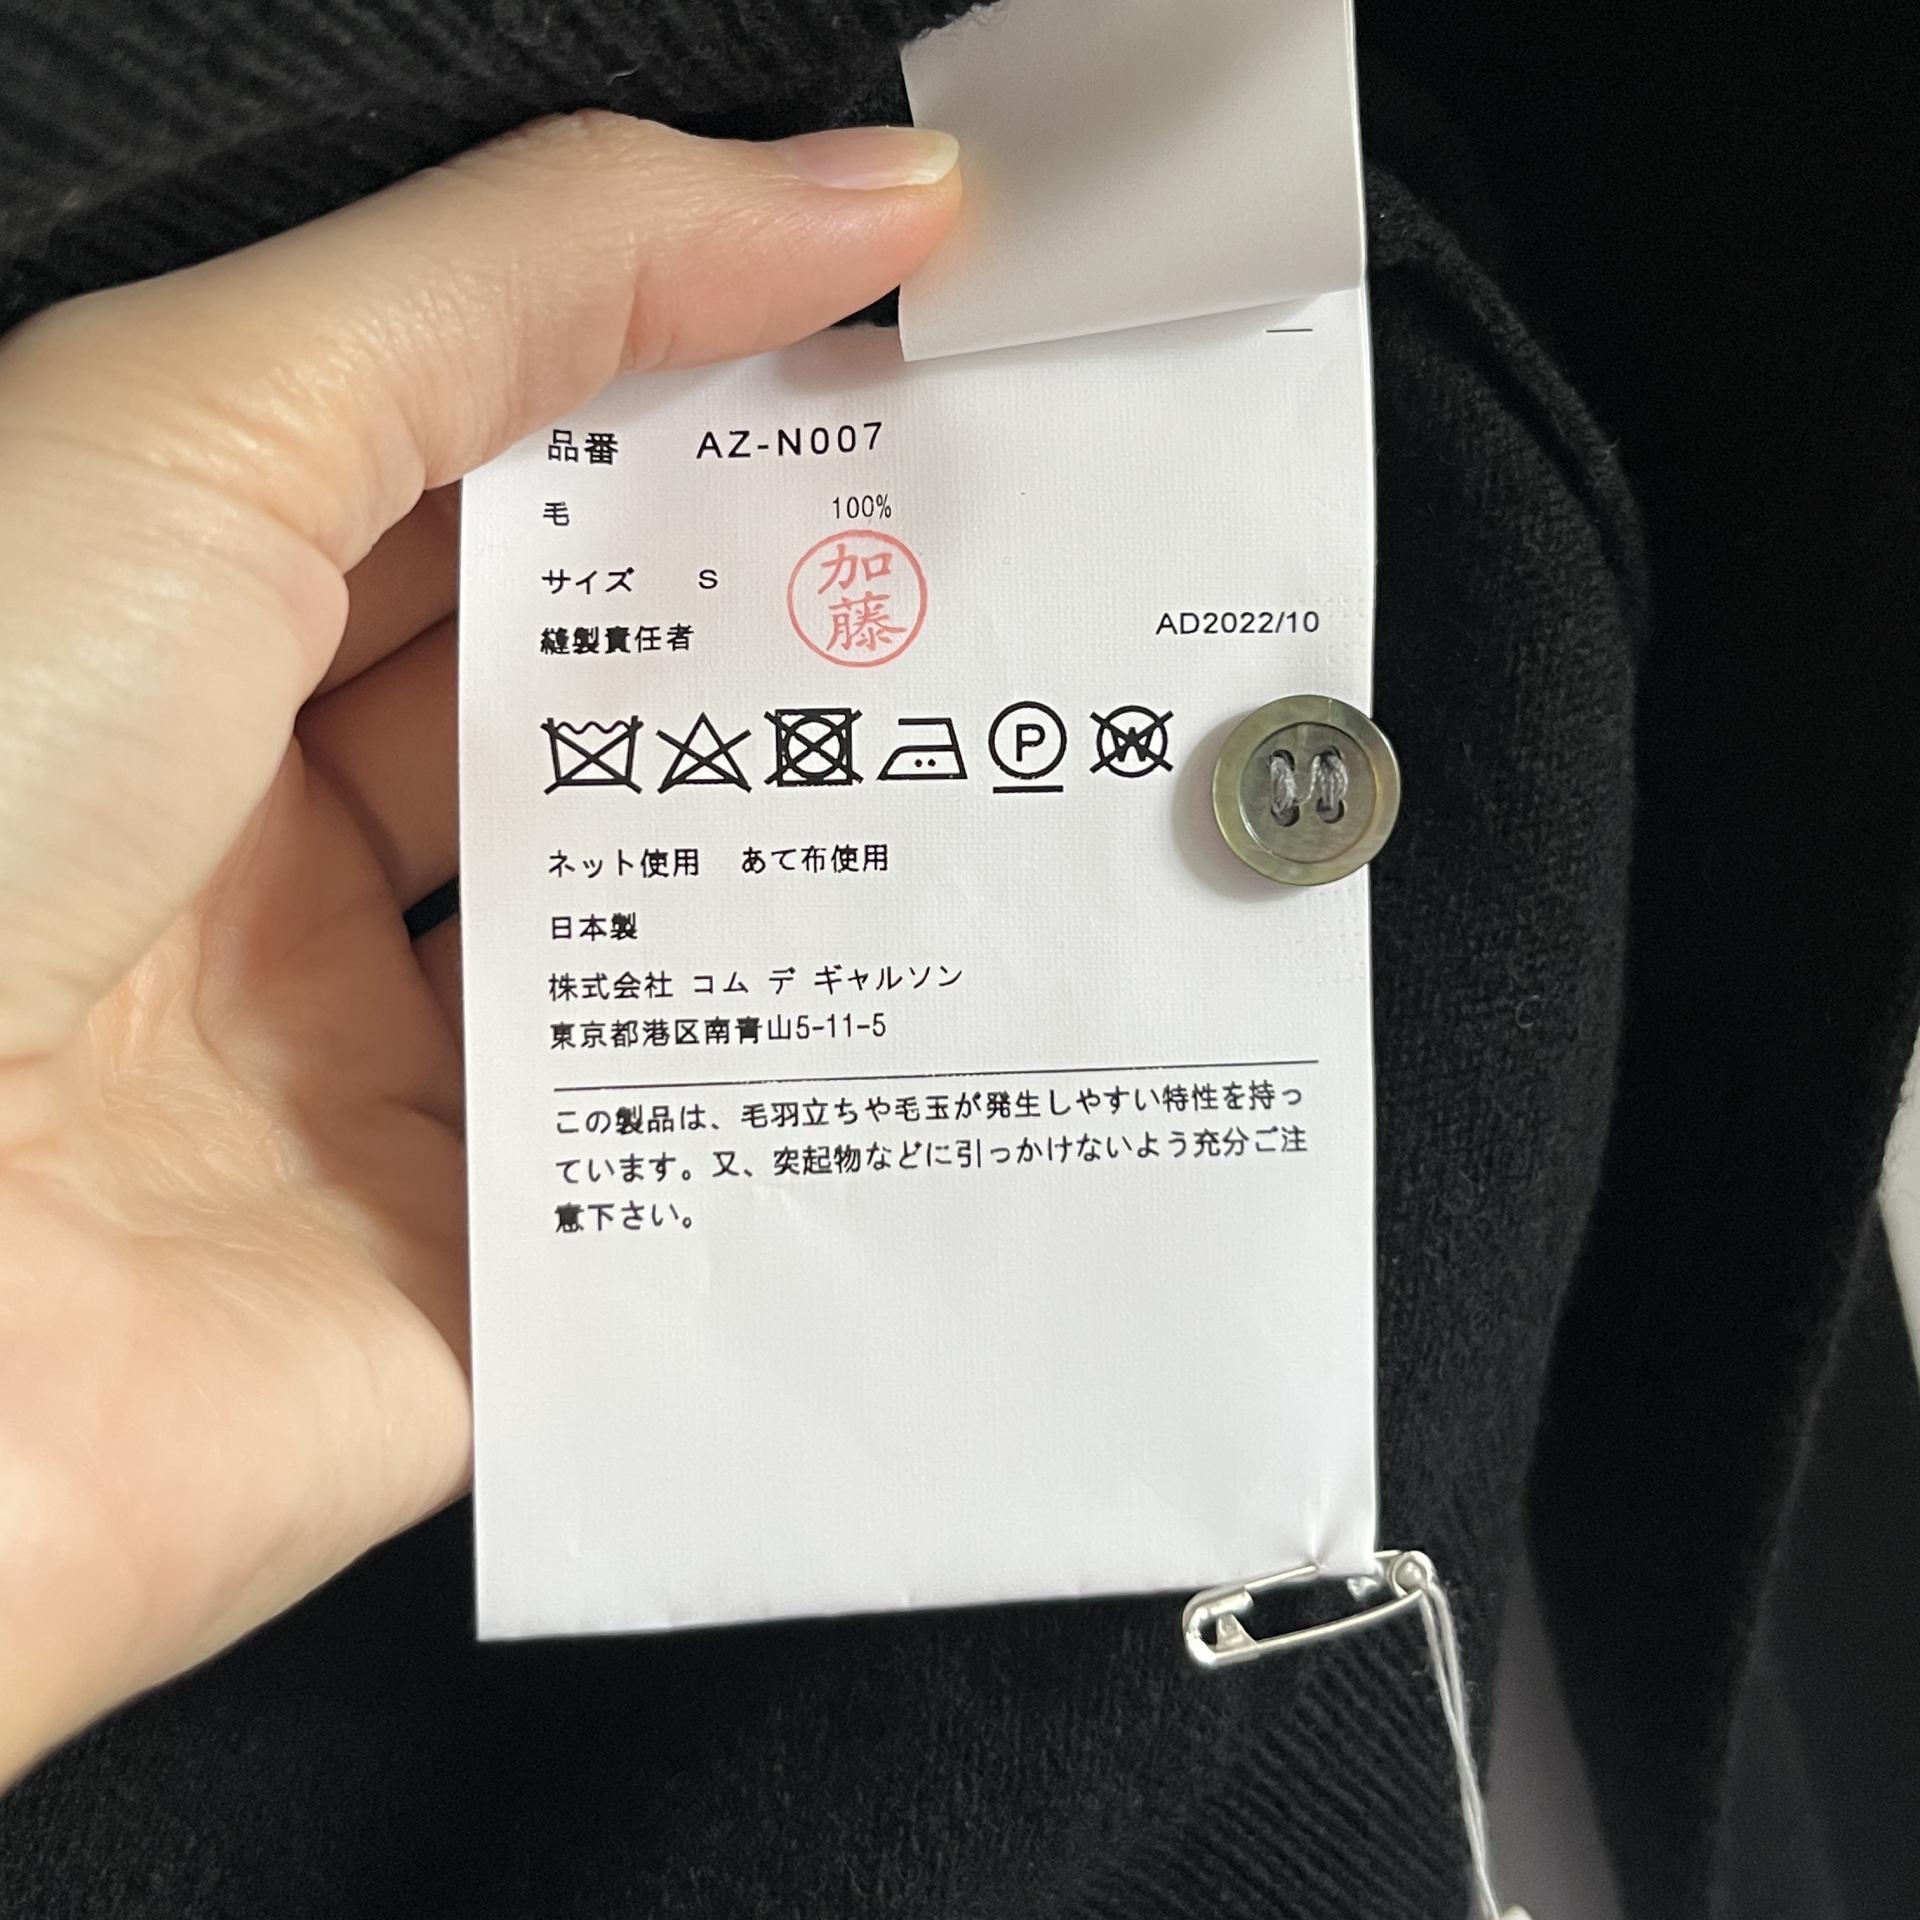 品番 AZ-N007
毛 100%
サイズ S
加藤
縫製責任者
AD2022/10
P
W
ネット使用 あて布使用
日本製
株式会社 コム デ ギャルソン
東京都港区南青山5-11-5
この製品は、毛羽立ちや毛玉が発生しやすい特性を持っ
ています。又、突起物などに引っかけないよう充分ご注
意下さい。